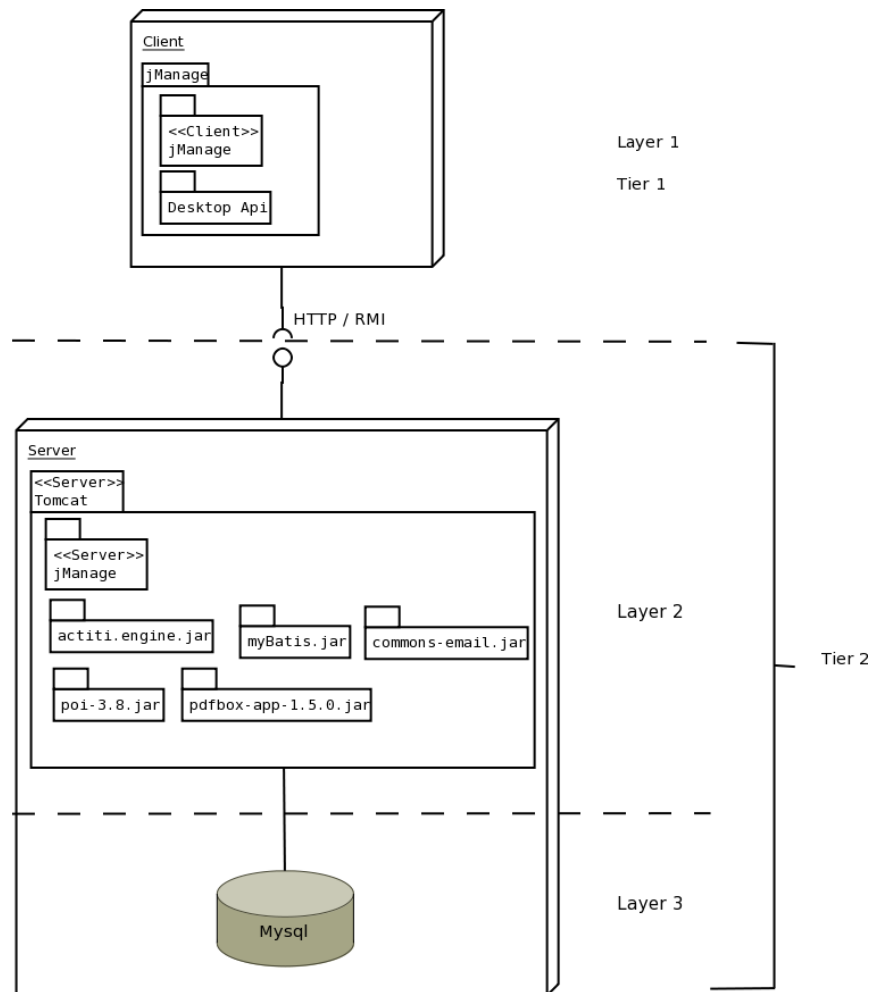 Client
jManage
<<Client>>
jManage
Desktop Api
Layer 1
Tier 1
HTTP / RMI
Server
<<Server>>
Tomcat
<<Server>>
jManage
actiti.engine.jar
myBatis.jar
commons-email.jar
poi-3.8.jar
pdfbox-app-1.5.0.jar
Layer 2
Tier 2
Mysql
Layer 3